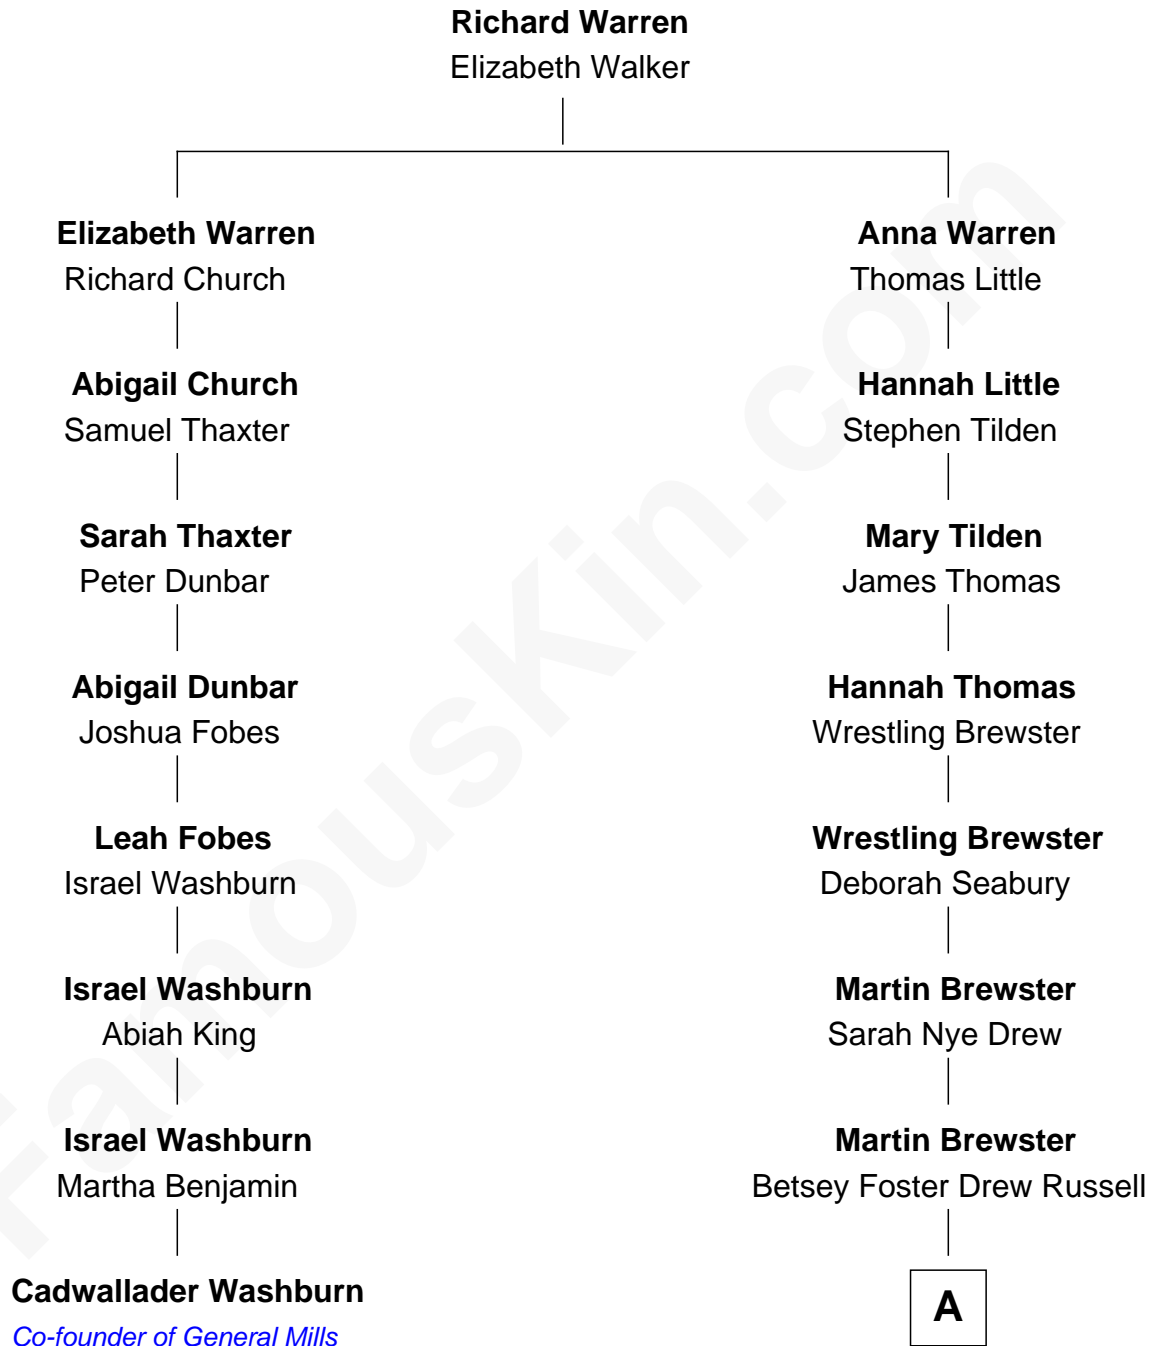 Richard Warren
Elizabeth Walker
Elizabeth Warren
Richard Church
Anna Warren
Thomas Little
Abigail Church
Samuel Thaxter
Hannah Little
Stephen Tilden
Sarah Thaxter
Peter Dunbar
Mary Tilden
James Thomas
Abigail Dunbar
Joshua Fobes
Hannah Thomas
Wrestling Brewster
Leah Fobes
Israel Washburn
Wrestling Brewster
Deborah Seabury
Israel Washburn
Abiah King
Martin Brewster
Sarah Nye Drew
Israel Washburn
Martha Benjamin
Martin Brewster
Betsey Foster Drew Russell
Cadwallader Washburn
Co-founder of General Mills
A
FamousKin.com